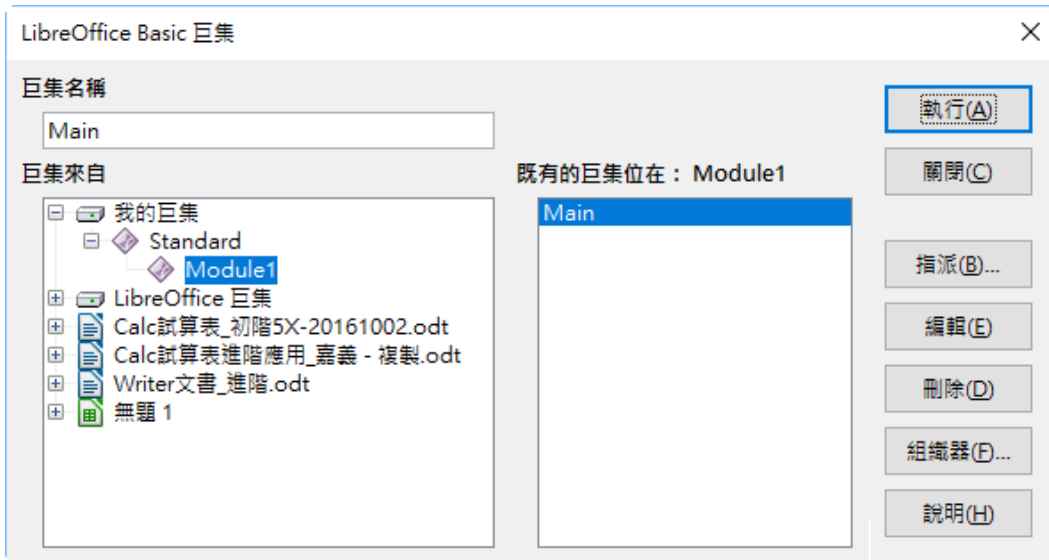 LibreOffice Basic 巨集
巨集名稱
Main
巨集來自
我的巨集
Standard
Module1
LibreOffice 巨集
Calc試算表_初階5X-20161002.odt
Calc試算表進階應用_嘉義 - 複製.odt
Writer文書_進階.odt
無題 1
既有的巨集位在： Module1
Main
執行(A)
關閉(C)
指派(B)...
編輯(E)
刪除(D)
組織器(F)...
說明(H)